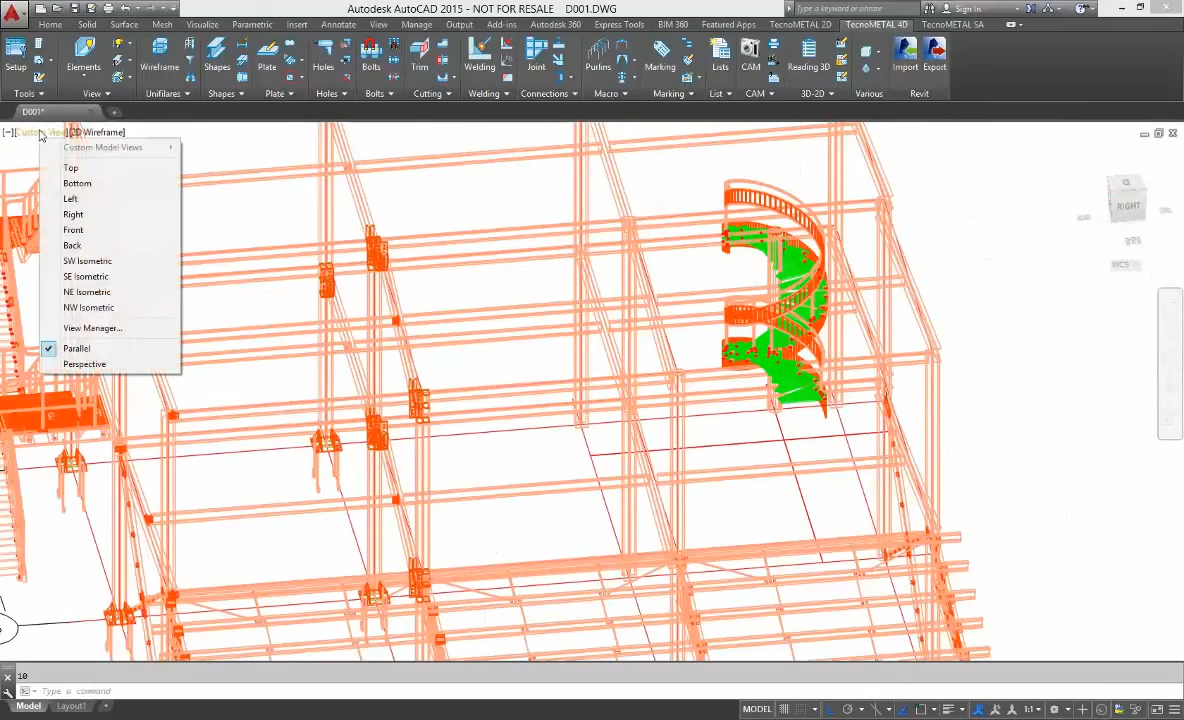 Autodesk AutoCAD 2015 - NOT FOR RESALE D001.DWG
Type a keyword or phrase
Sign In
Home Solid Surface Mesh Visualize Parametric Insert Annotate View Manage Output Add-ins Autodesk 360 Express Tools BIM 360 Featured Apps TecnoMETAL 2D TecnoMETAL 4D TecnoMETAL SA
Setup Elements Wireframe Shapes Plate Holes Bolts Trim Welding Joint Purlins Marking Lists CAM Reading 3D Import Export
Tools Unifilares Shapes Plate Holes Bolts Cutting Welding Connections Macro Marking List CAM 3D-2D Various Revit
D001*
[–][Custom View][2D Wireframe]
Custom Model Views
Top
Bottom
Left
Right
Front
Back
SW Isometric
SE Isometric
NE Isometric
NW Isometric
View Manager...
Parallel
Perspective
RIGHT
WCS
10
Type a command
Model Layout1 +
MODEL 1:1